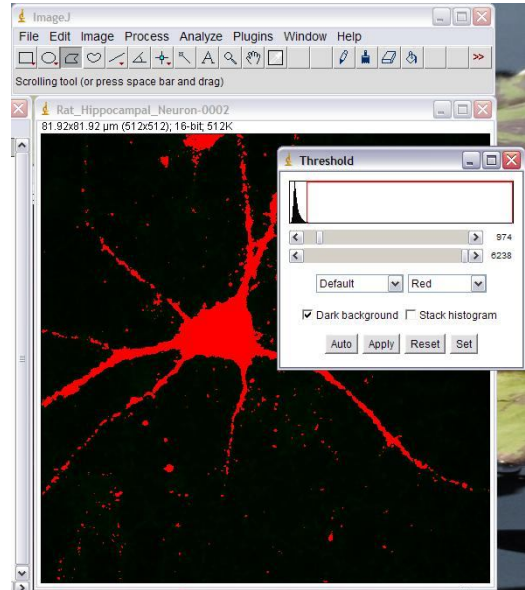 ImageJ
File Edit Image Process Analyze Plugins Window Help
A
>>
Scrolling tool (or press space bar and drag)
Rat_Hippocampal_Neuron-0002
81.92x81.92 µm (512x512); 16-bit; 512K
Threshold
974
6238
Default Red
Dark background Stack histogram
Auto Apply Reset Set